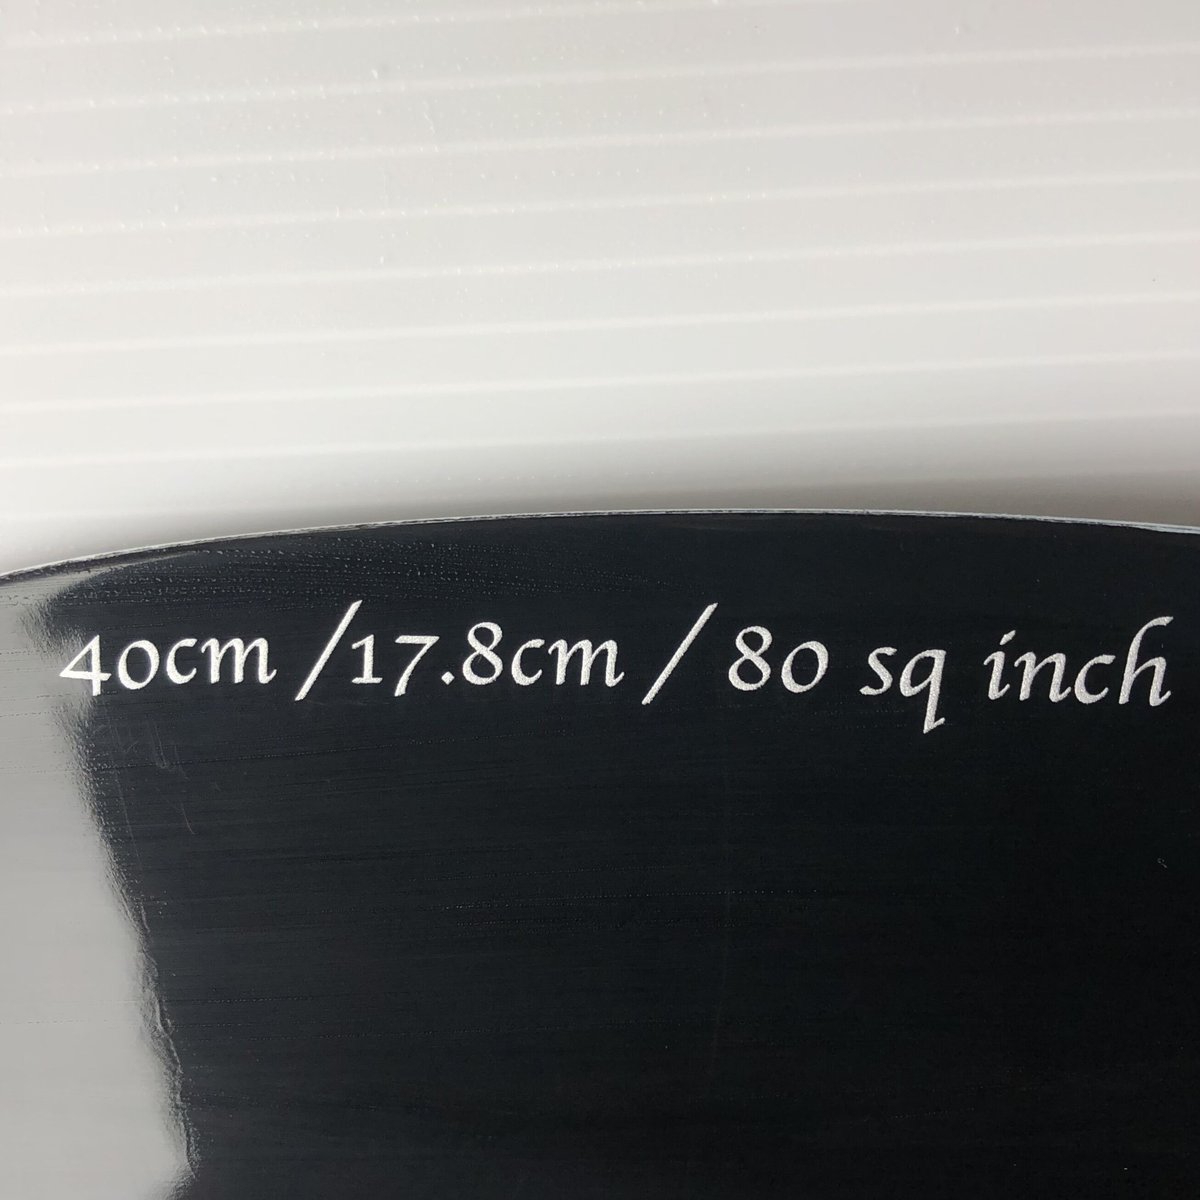 40cm /17.8cm / 80 sq inch